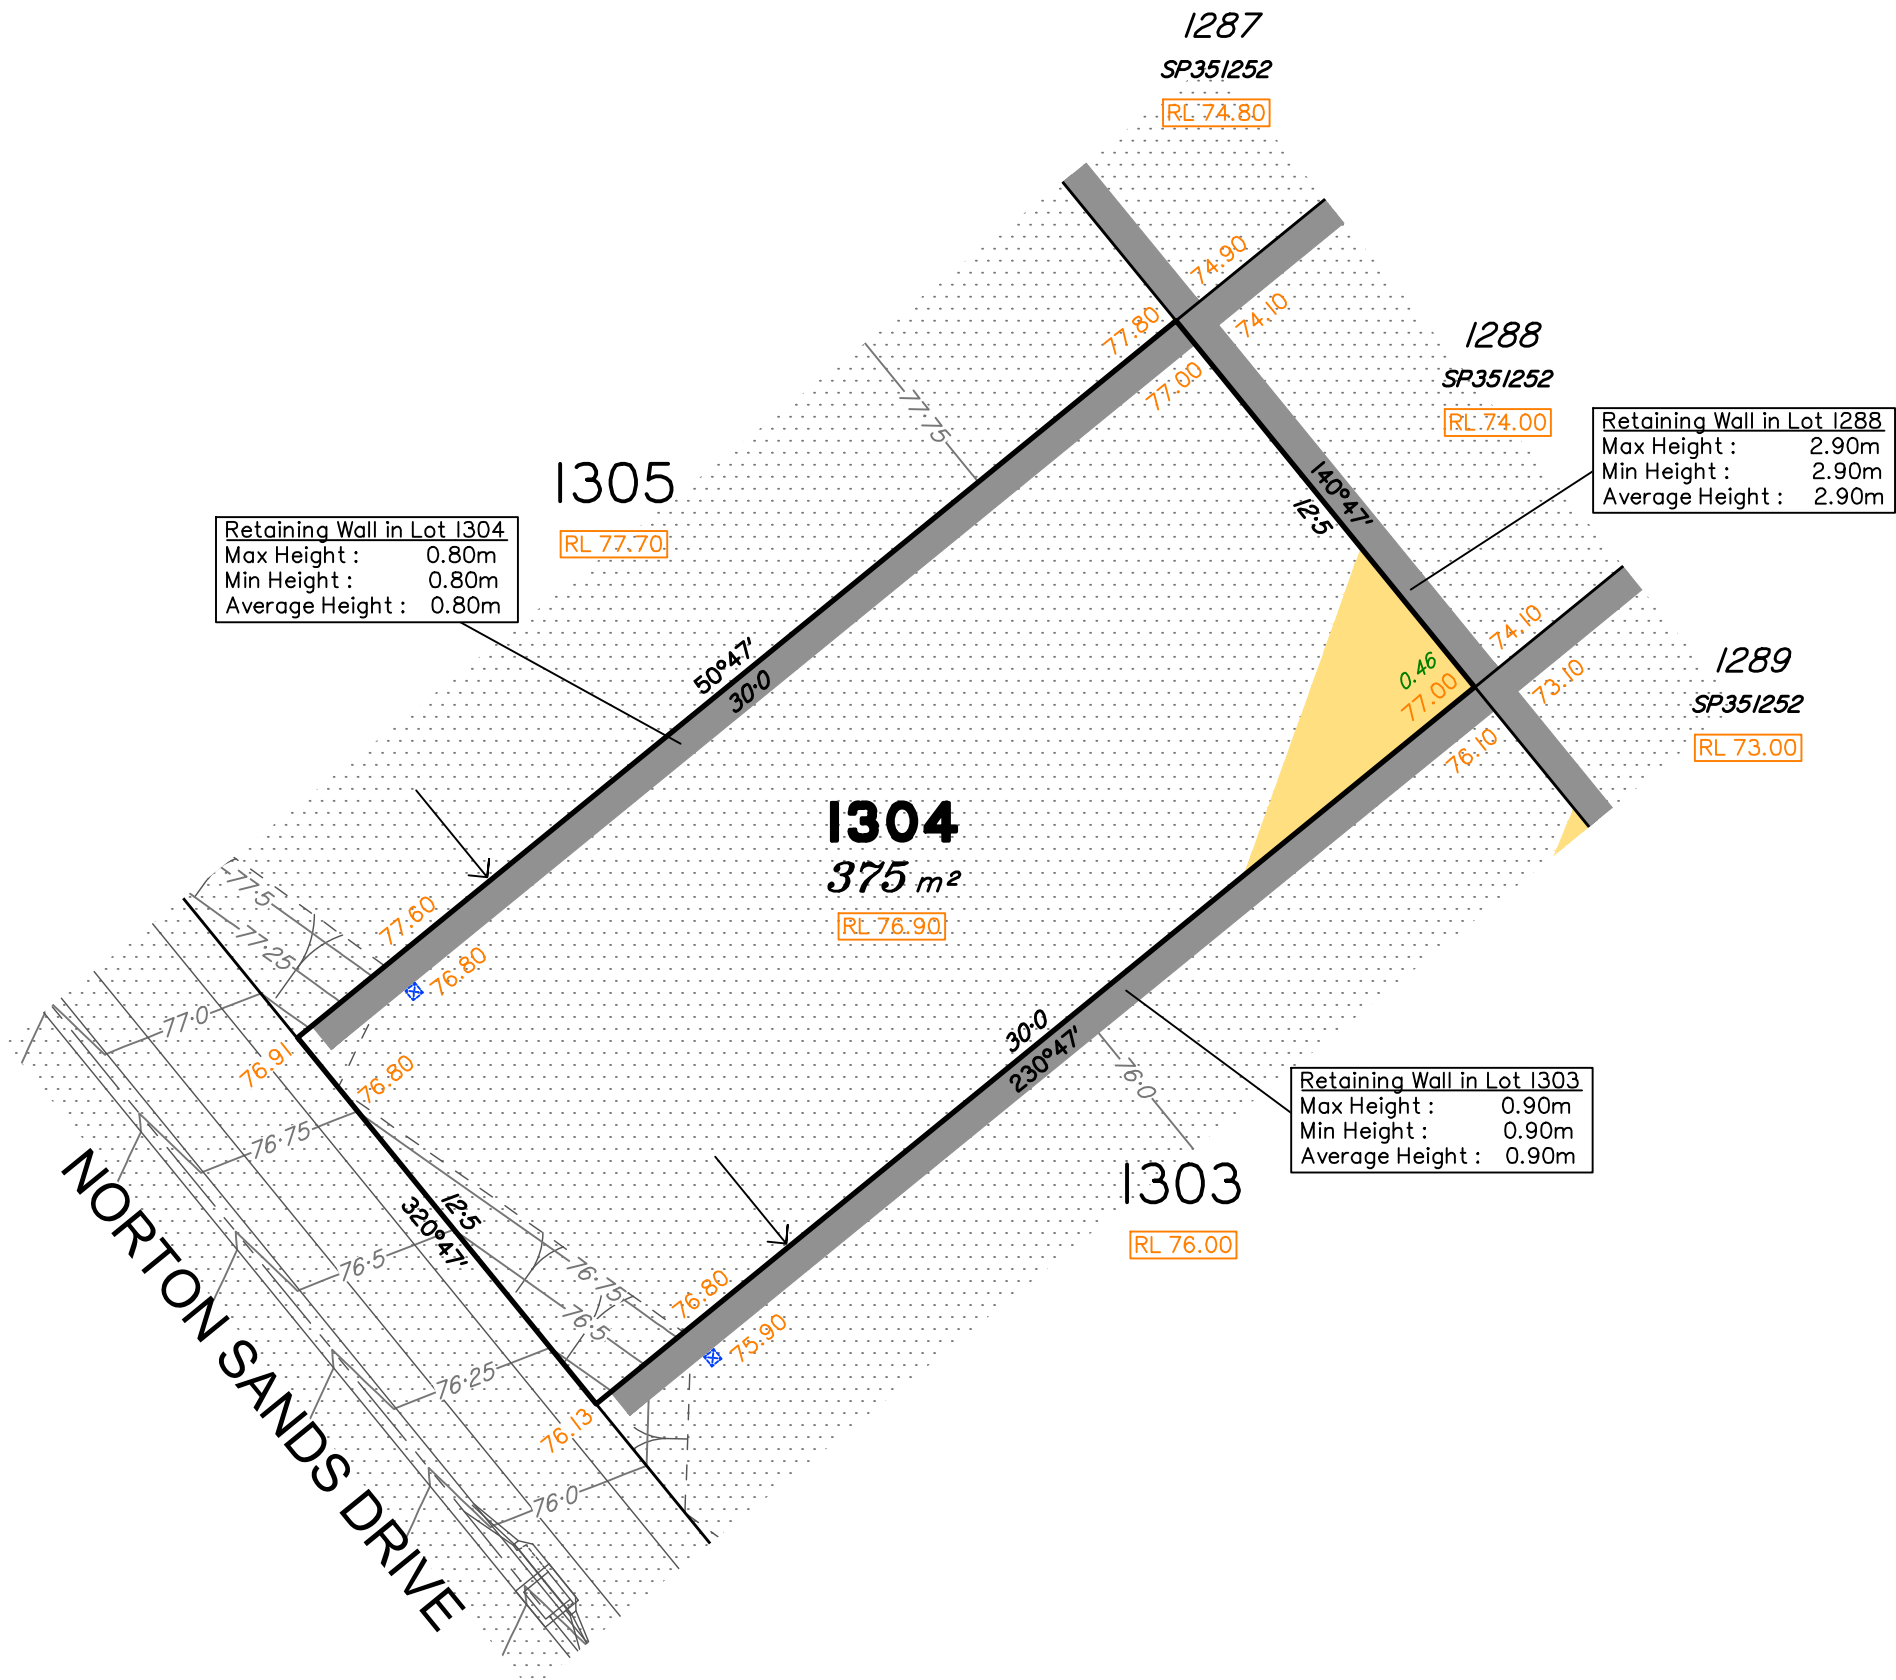 1287
SP351252
RL 74.80
74.90
77.80
74.10
77.00
1288
SP351252
RL 74.00
Retaining Wall in Lot 1288
Max Height : 2.90m
Min Height : 2.90m
Average Height : 2.90m
77.75
1305
RL 77.70
140°47'
12·5
Retaining Wall in Lot 1304
Max Height : 0.80m
Min Height : 0.80m
Average Height : 0.80m
50°47'
30·0
74.10
0.46
77.00
73.10
76.10
1289
SP351252
RL 73.00
1304
375 m²
RL 76.90
77·5
77·25
77.60
76.80
77·0
76.91
76.80
30·0
230°47'
76·0
Retaining Wall in Lot 1303
Max Height : 0.90m
Min Height : 0.90m
Average Height : 0.90m
76·75
1303
RL 76.00
12·5
320°47'
76·5
76·75
76·5
76.80
75.90
76·25
76.13
76·0
NORTON SANDS DRIVE